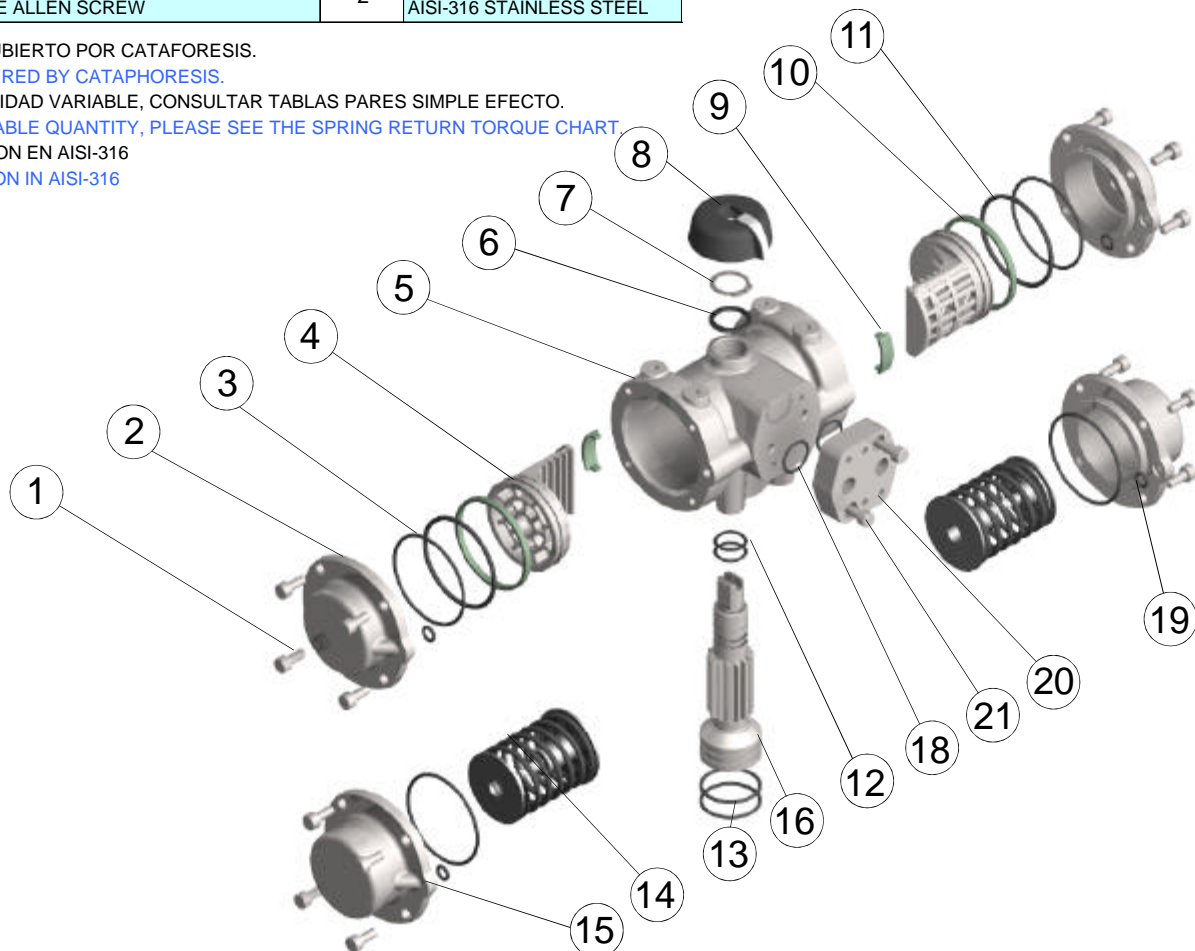 E ALLEN SCREW 2 AISI-316 STAINLESS STEEL
UBIERTO POR CATAFORESIS.
RED BY CATAPHORESIS.
IDAD VARIABLE, CONSULTAR TABLAS PARES SIMPLE EFECTO.
ABLE QUANTITY, PLEASE SEE THE SPRING RETURN TORQUE CHART.
ON EN AISI-316
ON IN AISI-316
11
10
9
8
7
6
5
4
3
2
1
19
20
21
18
12
16
13
14
15